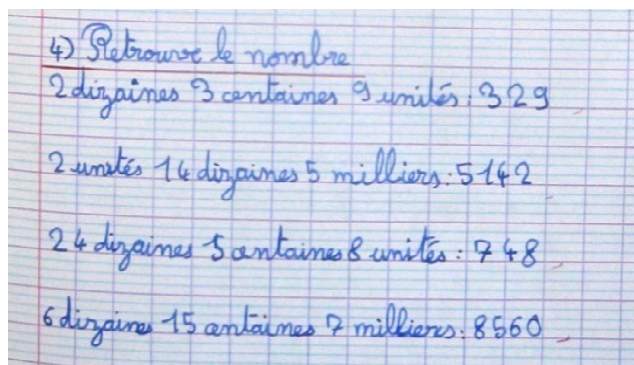 4) Retrouve le nombre
2 dizaines 3 centaines 9 unités : 329
2 unités 14 dizaines 5 milliers : 5142
24 dizaines 5 centaines 8 unités : 748
6 dizaines 15 centaines 7 milliers : 8560